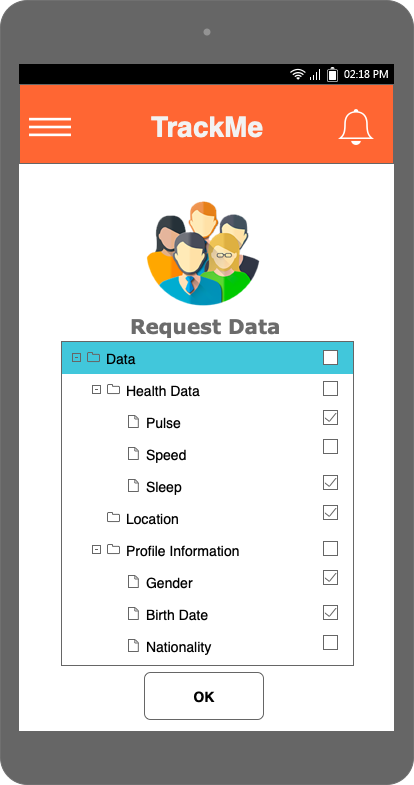 02:18 PM
TrackMe
Request Data
Data
Health Data
Pulse
Speed
Sleep
Location
Profile Information
Gender
Birth Date
Nationality
OK